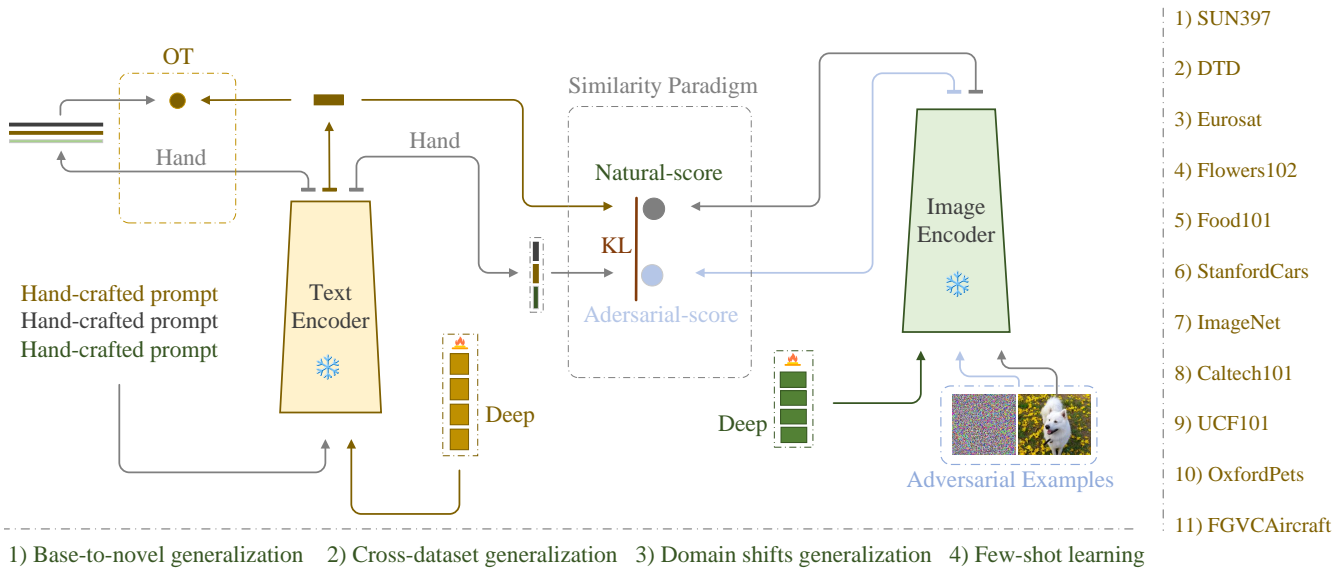 OT
Similarity Paradigm
Hand
Hand
Natural-score
KL
Adersarial-score
Image
Encoder
Text
Encoder
Hand-crafted prompt
Hand-crafted prompt
Hand-crafted prompt
Deep
Deep
Adversarial Examples
1) SUN397
2) DTD
3) Eurosat
4) Flowers102
5) Food101
6) StanfordCars
7) ImageNet
8) Caltech101
9) UCF101
10) OxfordPets
11) FGVCAircraft
1) Base-to-novel generalization 2) Cross-dataset generalization 3) Domain shifts generalization 4) Few-shot learning